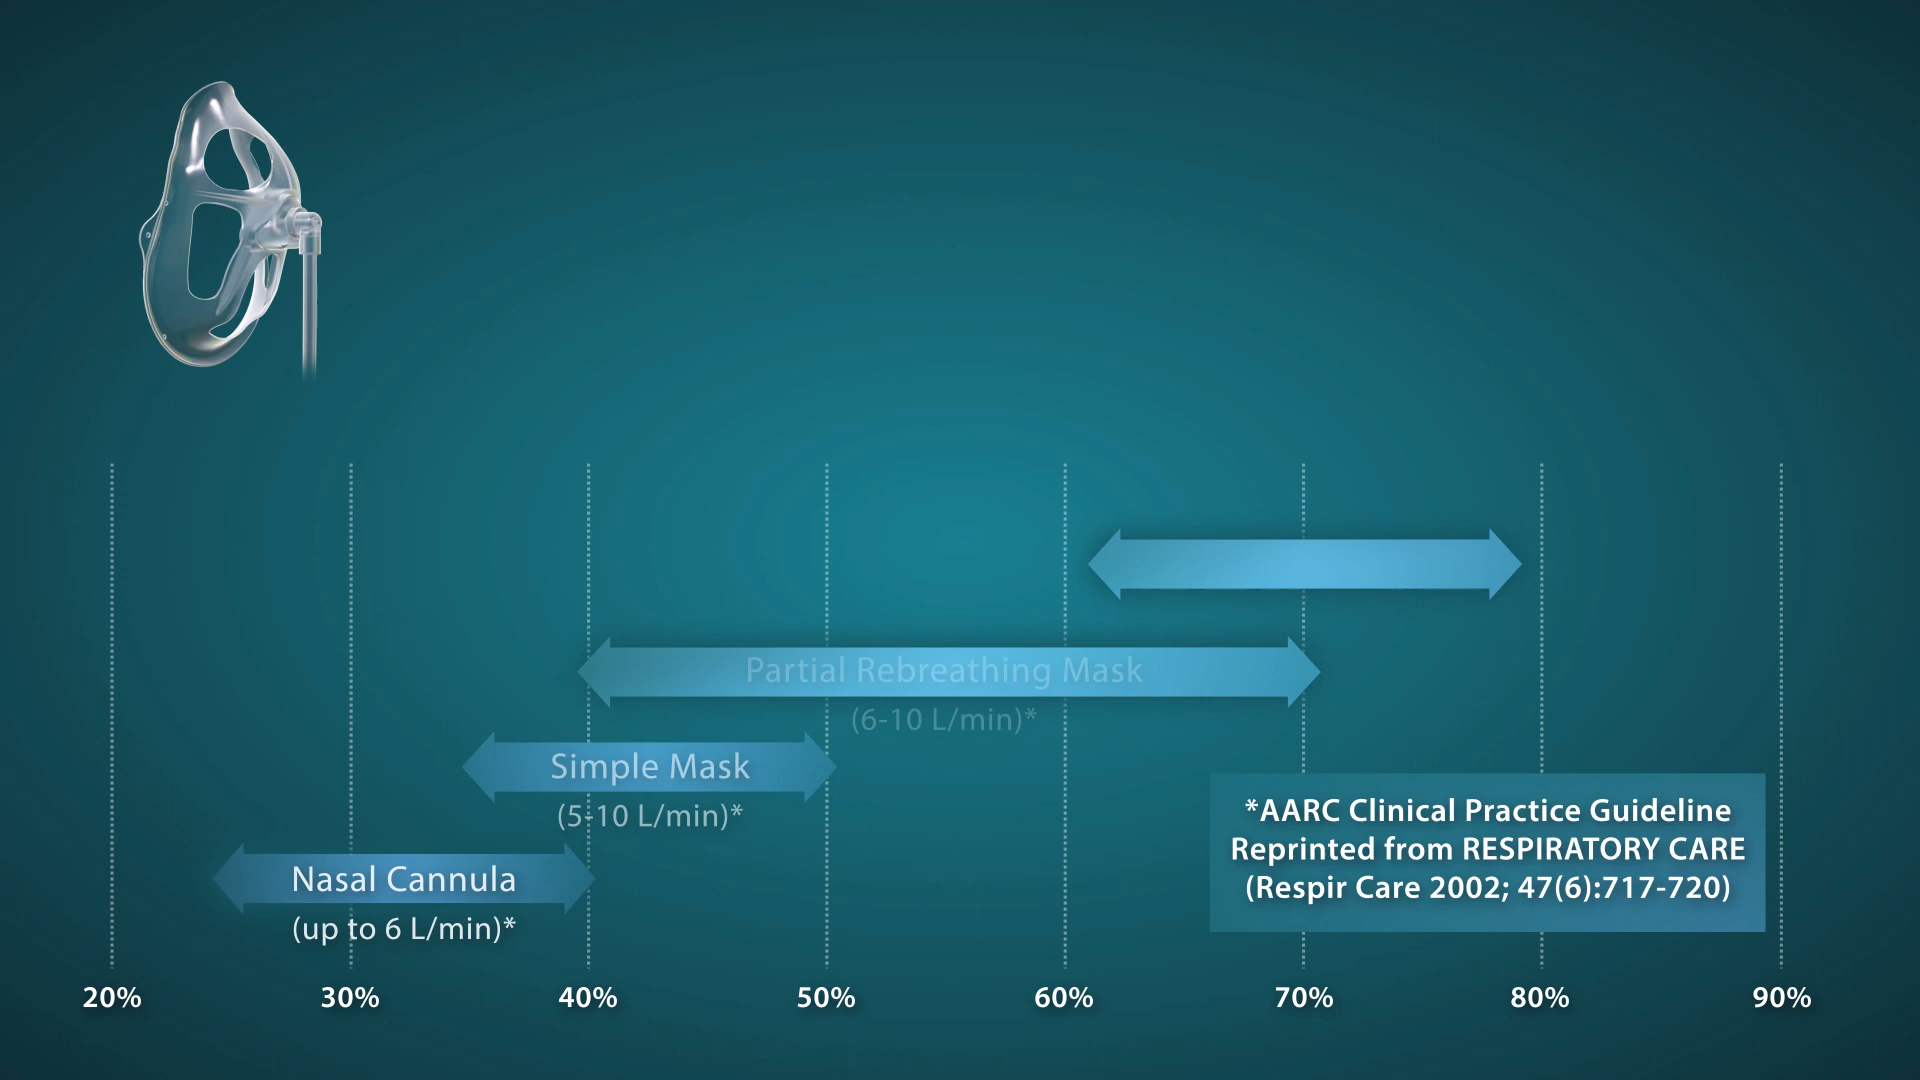 Partial Rebreathing Mask
(6-10 L/min)*
Simple Mask
(5-10 L/min)*
Nasal Cannula
(up to 6 L/min)*
*AARC Clinical Practice Guideline
Reprinted from RESPIRATORY CARE
(Respir Care 2002; 47(6):717-720)
20% 30% 40% 50% 60% 70% 80% 90%